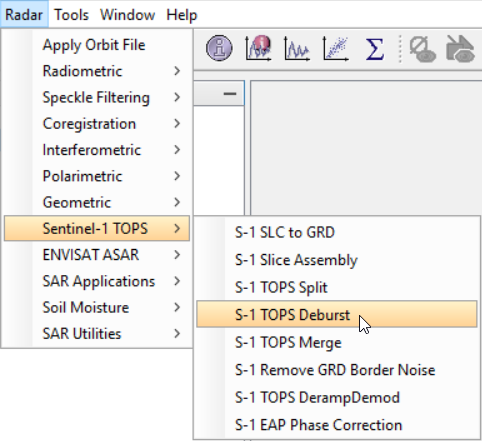 Radar Tools Window Help
Apply Orbit File
Radiometric
Speckle Filtering
Coregistration
Interferometric
Polarimetric
Geometric
Sentinel-1 TOPS
ENVISAT ASAR
SAR Applications
Soil Moisture
SAR Utilities
S-1 SLC to GRD
S-1 Slice Assembly
S-1 TOPS Split
S-1 TOPS Deburst
S-1 TOPS Merge
S-1 Remove GRD Border Noise
S-1 TOPS DerampDemod
S-1 EAP Phase Correction